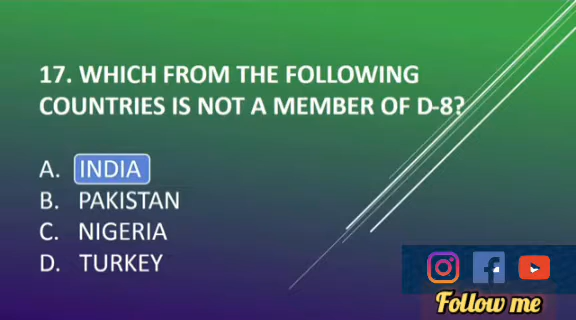 17. WHICH FROM THE FOLLOWING
COUNTRIES IS NOT A MEMBER OF D-8?
A. INDIA
B. PAKISTAN
C. NIGERIA
D. TURKEY
Follow me